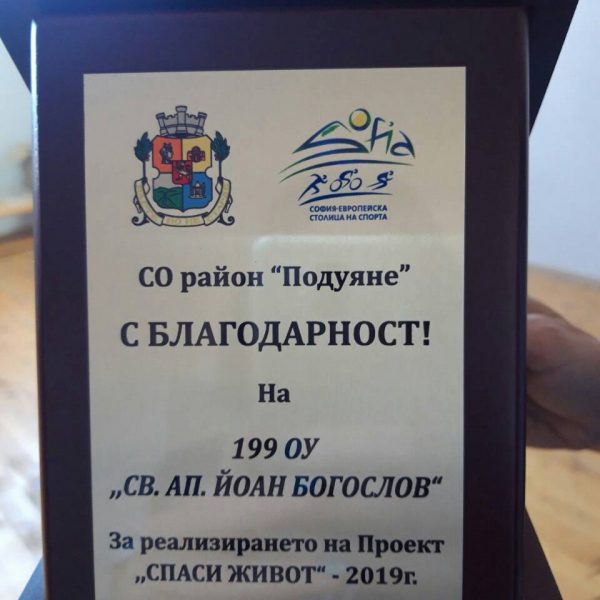 Sofia
СОФИЯ-ЕВРОПЕЙСКА
СТОЛИЦА НА СПОРТА
СО район “Подуяне”
С БЛАГОДАРНОСТ!
На
199 ОУ
„СВ. АП. ЙОАН БОГОСЛОВ“
За реализирането на Проект
„СПАСИ ЖИВОТ“ - 2019г.